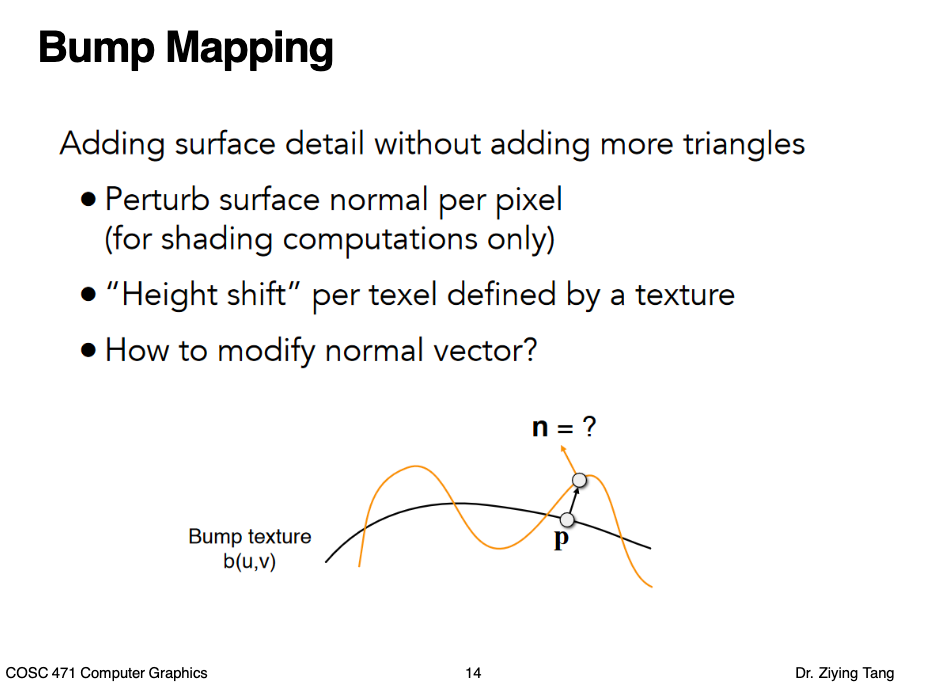 Bump Mapping
Adding surface detail without adding more triangles
● Perturb surface normal per pixel
(for shading computations only)
● “Height shift” per texel defined by a texture
● How to modify normal vector?
n = ?
Bump texture
b(u,v)
p
COSC 471 Computer Graphics
14
Dr. Ziying Tang